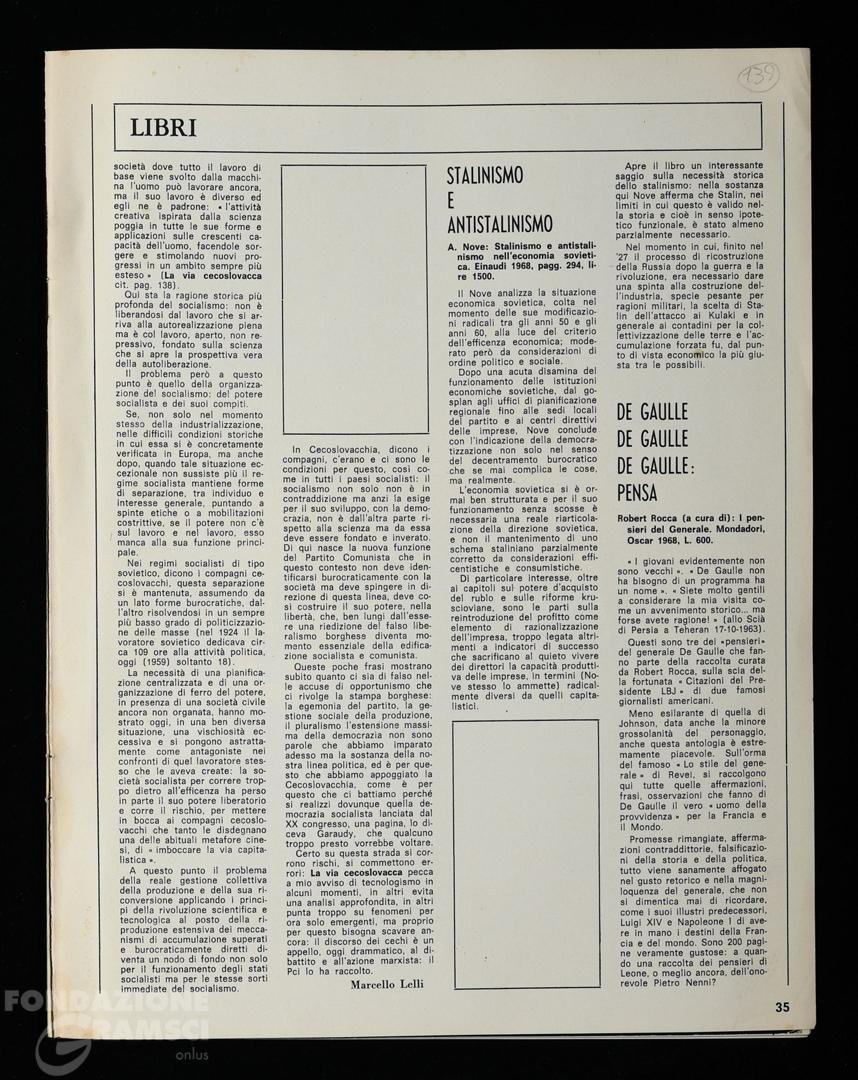 139
LIBRI
società dove tutto il lavoro di
base viene svolto dalla macchi-
na l'uomo può lavorare ancora,
ma il suo lavoro è diverso ed
egli ne è padrone: « l'attività
creativa ispirata dalla scienza
poggia in tutte le sue forme e
applicazioni sulle crescenti ca-
pacità dell'uomo, facendole sor-
gere e stimolando nuovi pro-
gressi in un ambito sempre più
esteso » (La via cecoslovacca
cit. pag. 138).
Qui sta la ragione storica più
profonda del socialismo: non è
liberandosi dal lavoro che si ar-
riva alla autorealizzazione piena
ma è col lavoro, aperto, non re-
pressivo, fondato sulla scienza
che si apre la prospettiva vera
della autoliberazione.
Il problema però a questo
punto è quello della organizza-
zione del socialismo: del potere
socialista e dei suoi compiti.
Se, non solo nel momento
stesso della industrializzazione,
nelle difficili condizioni storiche
in cui essa si è concretamente
verificata in Europa, ma anche
dopo, quando tale situazione ec-
cezionale non sussiste più il re-
gime socialista mantiene forme
di separazione, tra individuo e
interesse generale, puntando a
spinte etiche o a mobilitazioni
costrittive, se il potere non c'è
sul lavoro e nel lavoro, esso
manca alla sua funzione princi-
pale.
Nei regimi socialisti di tipo
sovietico, dicono i compagni ce-
coslovacchi, questa separazione
si è mantenuta, assumendo da
un lato forme burocratiche, dal-
l'altro risolvendosi in un sempre
più basso grado di politicizzazio-
ne delle masse (nel 1924 il la-
voratore sovietico dedicava cir-
ca 109 ore alla attività politica,
oggi (1959) soltanto 18).
La necessità di una pianifica-
zione centralizzata e di una or-
ganizzazione di ferro del potere,
in presenza di una società civile
ancora non organata, hanno mo-
strato oggi, in una ben diversa
situazione, una vischiosità ec-
cessiva e si pongono astratta-
mente come antagoniste nei
confronti di quel lavoratore stes-
so che le aveva create: la so-
cietà socialista per correre trop-
po dietro all'efficenza ha perso
in parte il suo potere liberatorio
e corre il rischio, per mettere
in bocca ai compagni cecoslo-
vacchi che tanto le disdegnano
una delle abituali metafore cine-
si, di « imboccare la via capita-
listica ».
A questo punto il problema
della reale gestione collettiva
della produzione e della sua ri-
conversione applicando i princi-
pi della rivoluzione scientifica e
tecnologica al posto della ri-
produzione estensiva dei mecca-
nismi di accumulazione superati
e burocraticamente diretti di-
venta un nodo di fondo non solo
per il funzionamento degli stati
socialisti ma per le stesse sorti
immediate del socialismo.
In Cecoslovacchia, dicono i
compagni, c'erano e ci sono le
condizioni per questo, così co-
me in tutti i paesi socialisti: il
socialismo non solo non è in
contraddizione ma anzi la esige
per il suo sviluppo, con la demo-
crazia, non è dall'altra parte ri-
spetto alla scienza ma da essa
deve essere fondato e inverato.
Di qui nasce la nuova funzione
del Partito Comunista che in
questo contesto non deve iden-
tificarsi burocraticamente con la
società ma deve spingere in di-
rezione di questa linea, deve co-
sì costruire il suo potere, nella
libertà, che, ben lungi dall'esse-
re una riedizione del falso libe-
ralismo borghese diventa mo-
mento essenziale della edifica-
zione socialista e comunista.
Queste poche frasi mostrano
subito quanto ci sia di falso nel-
le accuse di opportunismo che
ci rivolge la stampa borghese:
la egemonia del partito, la ge-
stione sociale della produzione,
il pluralismo l'estensione massi-
ma della democrazia non sono
parole che abbiamo imparato
adesso ma la sostanza della no-
stra linea politica, ed è per que-
sto che abbiamo appoggiato la
Cecoslovacchia, come è per
questo che ci battiamo perché
si realizzi dovunque quella de-
mocrazia socialista lanciata dal
XX congresso, una pagina, lo di-
ceva Garaudy, che qualcuno
troppo presto vorrebbe voltare.
Certo su questa strada si cor-
rono rischi, si commettono er-
rori: La via cecoslovacca pecca
a mio avviso di tecnologismo in
alcuni momenti, in altri evita
una analisi approfondita, in altri
punta troppo su fenomeni per
ora solo emergenti, ma proprio
per questo bisogna scavare an-
cora: il discorso dei cechi è un
appello, oggi drammatico, al di-
battito e all'azione marxista: il
Pci lo ha raccolto.
Marcello Lelli
STALINISMO
E
ANTISTALINISMO
A. Nove: Stalinismo e antistali-
nismo nell'economia sovieti-
ca. Einaudi 1968, pagg. 294, li-
re 1500.
Il Nove analizza la situazione
economica sovietica, colta nel
momento delle sue modificazio-
ni radicali tra gli anni 50 e gli
anni 60, alla luce del criterio
dell'efficenza economica; mode-
rato però da considerazioni di
ordine politico e sociale.
Dopo una acuta disamina del
funzionamento delle istituzioni
economiche sovietiche, dal go-
splan agli uffici di pianificazione
regionale fino alle sedi locali
del partito e ai centri direttivi
delle imprese, Nove conclude
con l'indicazione della democra-
tizzazione non solo nel senso
del decentramento burocratico
che se mai complica le cose,
ma realmente.
L'economia sovietica si è or-
mai ben strutturata e per il suo
funzionamento senza scosse è
necessaria una reale riarticola-
zione della direzione sovietica,
e non il mantenimento di uno
schema staliniano parzialmente
corretto da considerazioni effi-
centistiche e consumistiche.
Di particolare interesse, oltre
ai capitoli sul potere d'acquisto
del rublo e sulle riforme kru-
scioviane, sono le parti sulla
reintroduzione del profitto come
elemento di razionalizzazione
dell'impresa, troppo legata altri-
menti a indicatori di successo
che sacrificano al quieto vivere
dei direttori la capacità produtti-
va delle imprese, in termini (No-
ve stesso lo ammette) radical-
mente diversi da quelli capita-
listici.
Apre il libro un interessante
saggio sulla necessità storica
dello stalinismo: nella sostanza
qui Nove afferma che Stalin, nei
limiti in cui questo è valido nel-
la storia e cioè in senso ipote-
tico funzionale, è stato almeno
parzialmente necessario.
Nel momento in cui, finito nel
'27 il processo di ricostruzione
della Russia dopo la guerra e la
rivoluzione, era necessario dare
una spinta alla costruzione del-
l'industria, specie pesante per
ragioni militari, la scelta di Sta-
lin dell'attacco ai Kulaki e in
generale ai contadini per la col-
lettivizzazione delle terre e l'ac-
cumulazione forzata fu, dal pun-
to di vista economico la più giu-
sta tra le possibili.
DE GAULLE
DE GAULLE
DE GAULLE:
PENSA
Robert Rocca (a cura di): I pen-
sieri del Generale. Mondadori,
Oscar 1968, L. 600.
« I giovani evidentemente non
sono vecchi ». « De Gaulle non
ha bisogno di un programma ha
un nome ». « Siete molto gentili
a considerare la mia visita co-
me un avvenimento storico... ma
forse avete ragione! » (allo Scià
di Persia a Teheran 17-10-1963).
Questi sono tre dei «pensieri»
del generale De Gaulle che fan-
no parte della raccolta curata
da Robert Rocca, sulla scia del-
la fortunata « Citazioni del Pre-
sidente LBJ » di due famosi
giornalisti americani.
Meno esilarante di quella di
Johnson, data anche la minore
grossolanità del personaggio,
anche questa antologia è estre-
mamente piacevole. Sull'orma
del famoso « Lo stile del gene-
rale » di Revel, si raccolgono
qui tutte quelle affermazioni,
frasi, osservazioni che fanno di
De Gaulle il vero « uomo della
provvidenza » per la Francia e
il Mondo.
Promesse rimangiate, afferma-
zioni contraddittorie, falsificazio-
ni della storia e della politica,
tutto viene sanamente affogato
nel gusto retorico e nella magni-
loquenza del generale, che non
si dimentica mai di ricordare,
come i suoi illustri predecessori,
Luigi XIV e Napoleone I di ave-
re in mano i destini della Fran-
cia e del mondo. Sono 200 pagi-
ne veramente gustose: a quan-
do una raccolta dei pensieri di
Leone, o meglio ancora, dell'ono-
revole Pietro Nenni?
35
FONDAZIONE
GRAMSCI
onlus